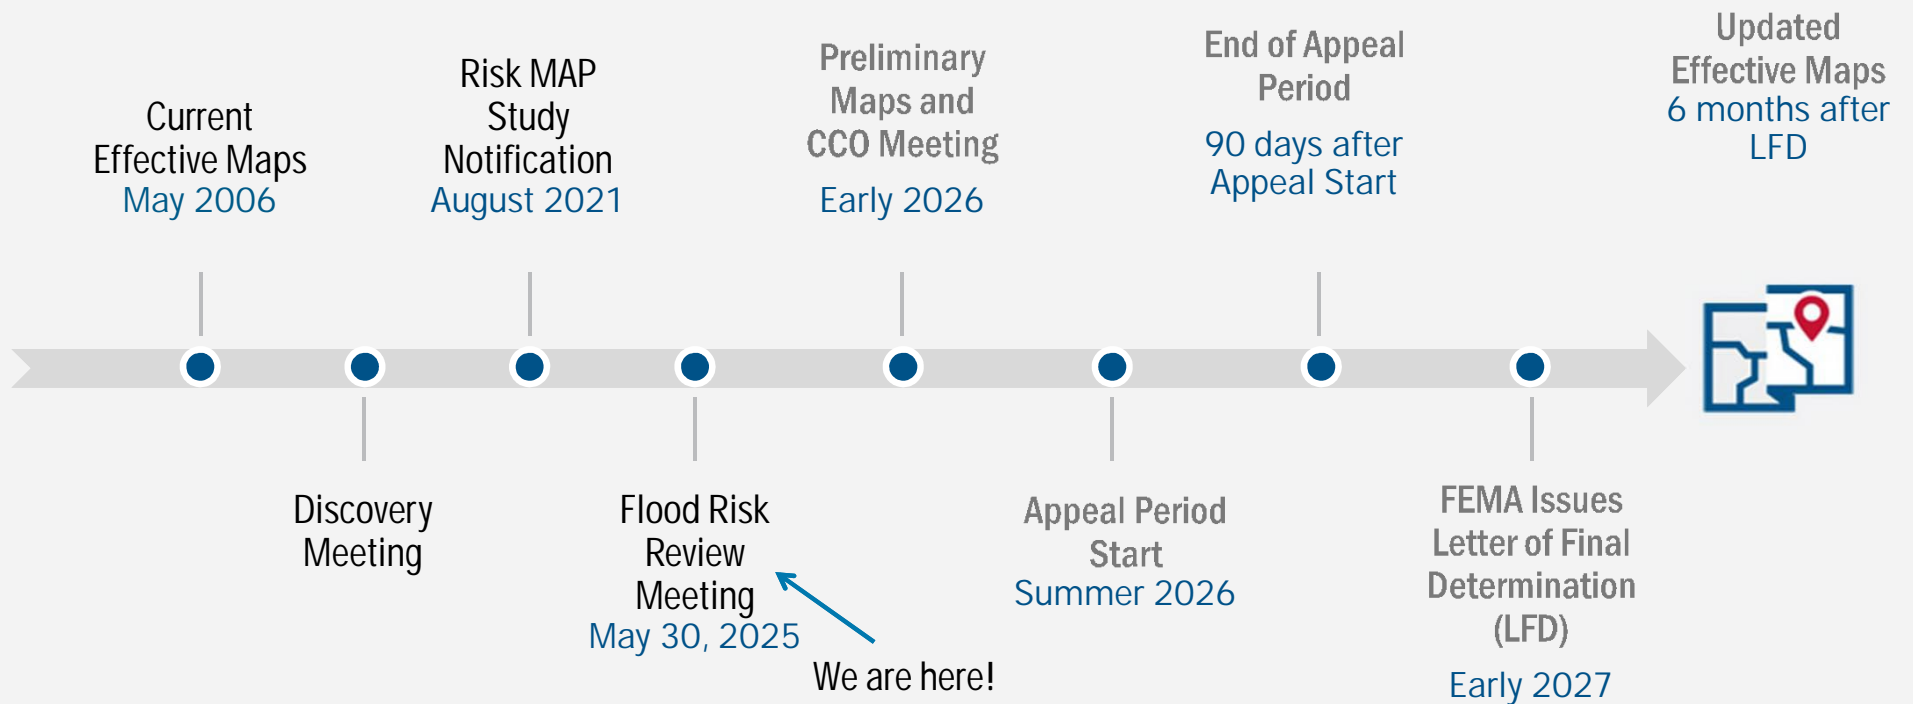 Current
Effective Maps
May 2006
Discovery
Meeting
Risk MAP
Study
Notification
August 2021
Flood Risk
Review
Meeting
May 30, 2025
We are here!
Preliminary
Maps and
CCO Meeting
Early 2026
Appeal Period
Start
Summer 2026
End of Appeal
Period
90 days after
Appeal Start
FEMA Issues
Letter of Final
Determination
(LFD)
Early 2027
Updated
Effective Maps
6 months after
LFD